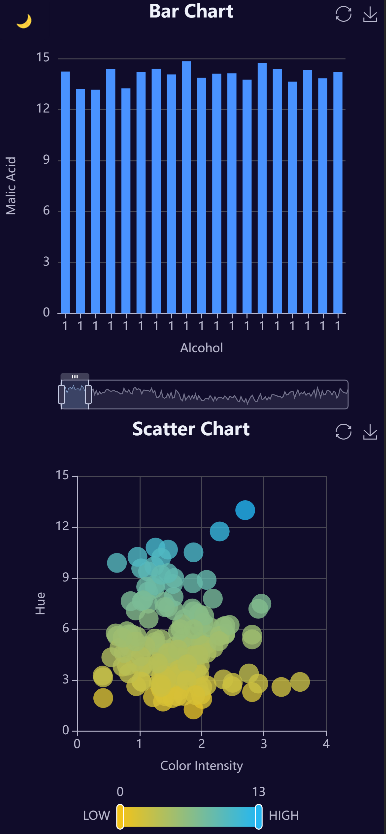 Bar Chart
Malic Acid
15
12
9
6
3
0
1 1 1 1 1 1 1 1 1 1 1 1 1 1 1 1 1 1 1
Alcohol
Scatter Chart
Hue
15
12
9
6
3
0
0 1 2 3 4
Color Intensity
0 13
LOW HIGH